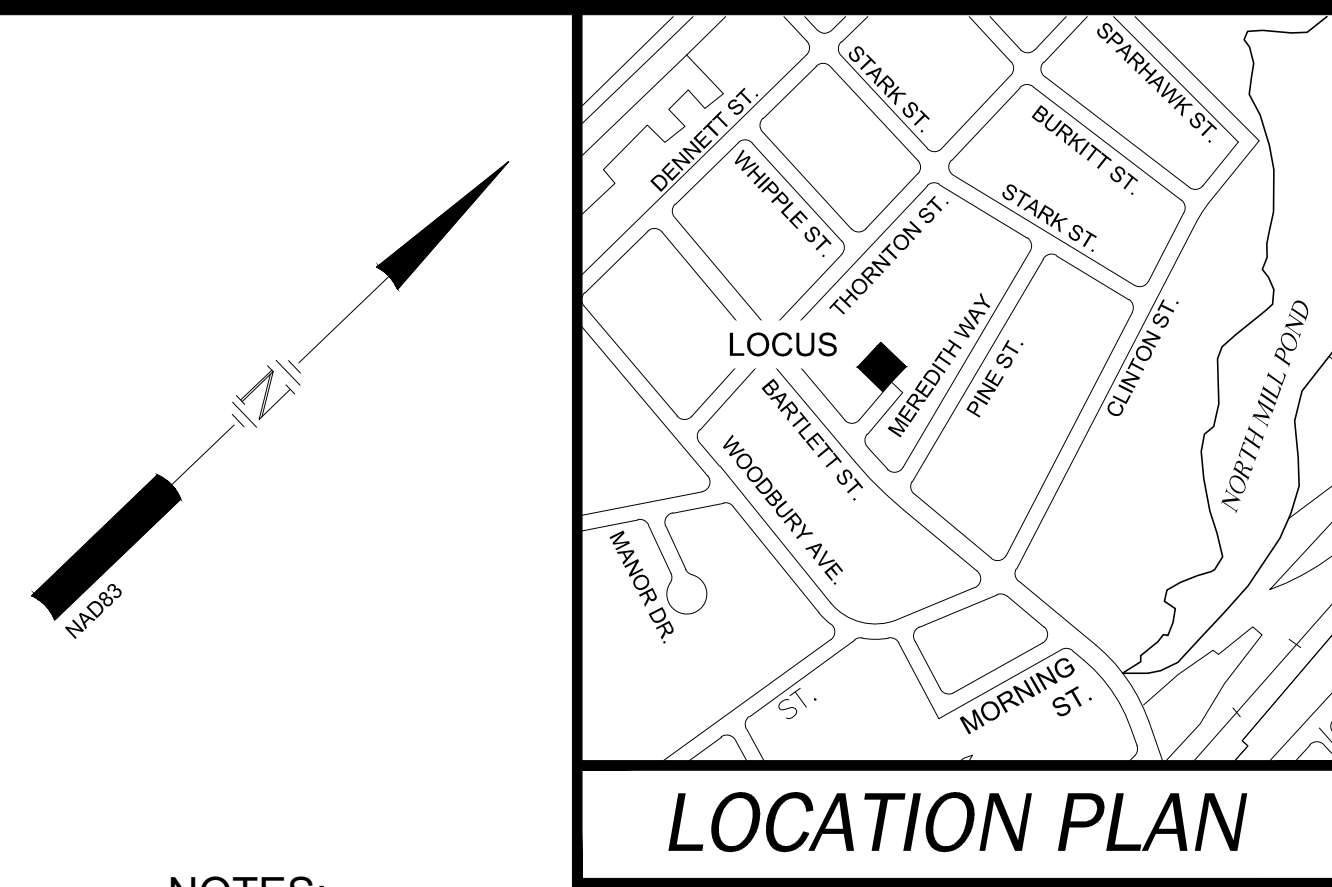 SPARHAWK ST.
STARK ST.
DENNETT ST.
BURKITT ST.
WHIPPLE ST.
STARK ST.
THORNTON ST.
MEREDITH WAY
PINE ST.
CLINTON ST.
NORTH MILL POND
LOCUS
BARTLETT ST.
WOODBURY AVE.
MANOR DR.
ST.
MORNING
ST.
N
NAD83
LOCATION PLAN
NOTES: